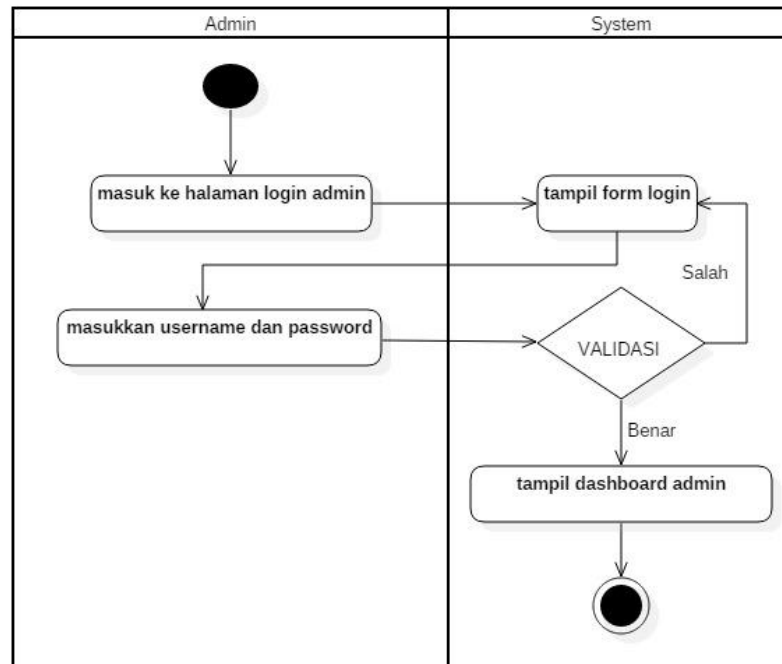 Admin
System
masuk ke halaman login admin
tampil form login
Salah
masukkan username dan password
VALIDASI
Benar
tampil dashboard admin